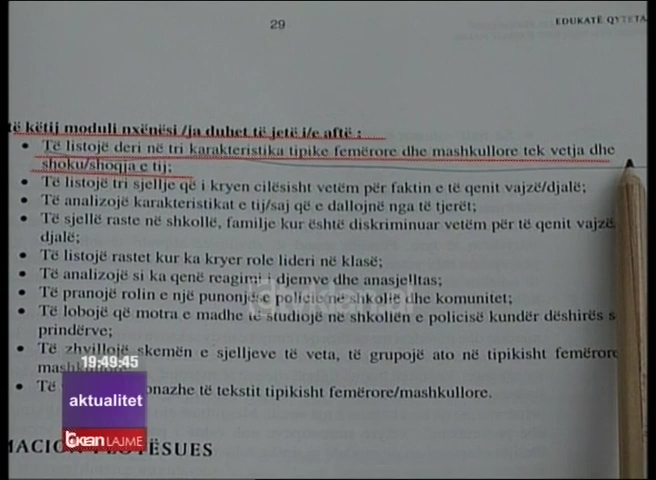 29
EDUKATË QYTETA
të këtij moduli nxënësi /ja duhet të jetë i/e aftë :
• Të listojë deri në tri karakteristika tipike femërore dhe mashkullore tek vetja dhe
shoku/shoqja e tij;
• Të listojë tri sjellje që i kryen cilësisht vetëm për faktin e të qenit vajzë/djalë;
• Të analizojë karakteristikat e tij/saj që e dallojnë nga të tjerët;
• Të sjellë raste në shkollë, familje kur është diskriminuar vetëm për të qenit vajzë
djalë;
• Të listojë rastet kur ka kryer role lideri në klasë;
• Të analizojë si ka qenë reagimi i djemve dhe anasjelltas;
• Të pranojë rolin e një punonjëse policie në shkollë dhe komunitet;
• Të lobojë që motra e madhe të studiojë në shkollën e policisë kundër dëshirës s
prindërve;
• Të zhvillojë skemën e sjelljeve të veta, të grupojë ato në tipikisht femërore
19:49:45
• Të onazhe të tekstit tipikisht femërore/mashkullore.
aktualitet
LAJME